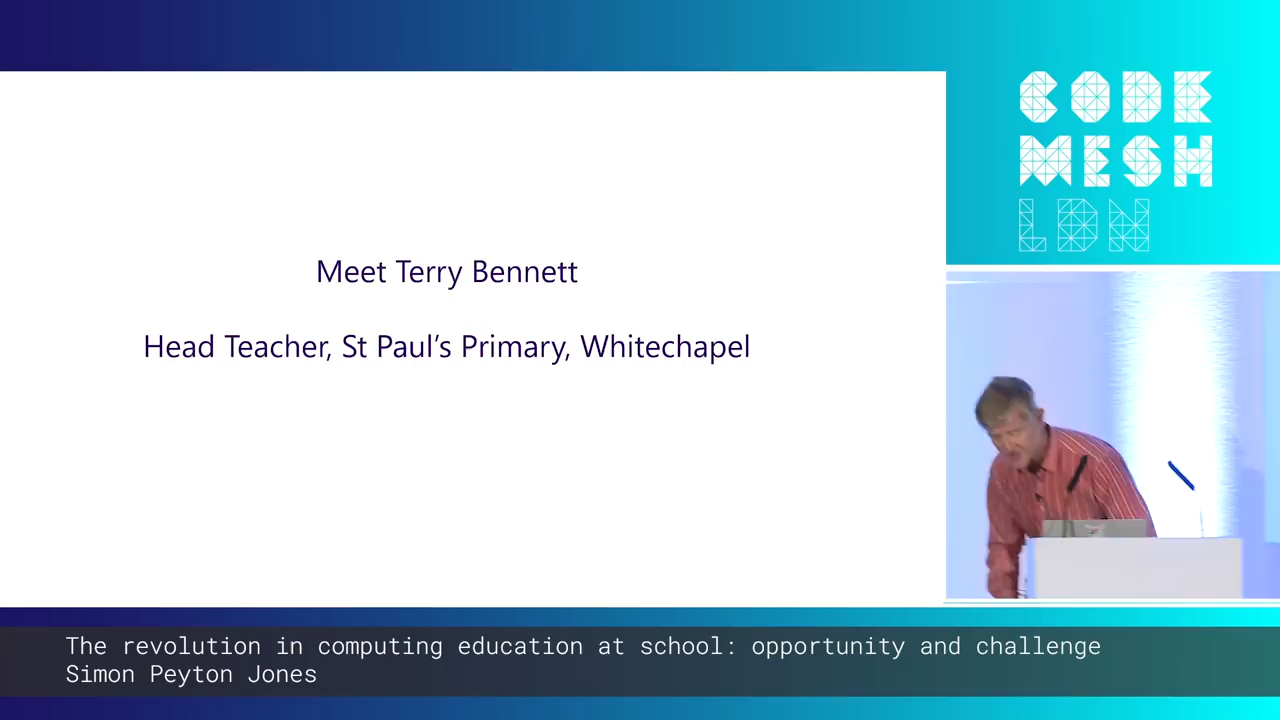 Meet Terry Bennett
Head Teacher, St Paul's Primary, Whitechapel
CODE
MESH
LDN
The revolution in computing education at school: opportunity and challenge
Simon Peyton Jones